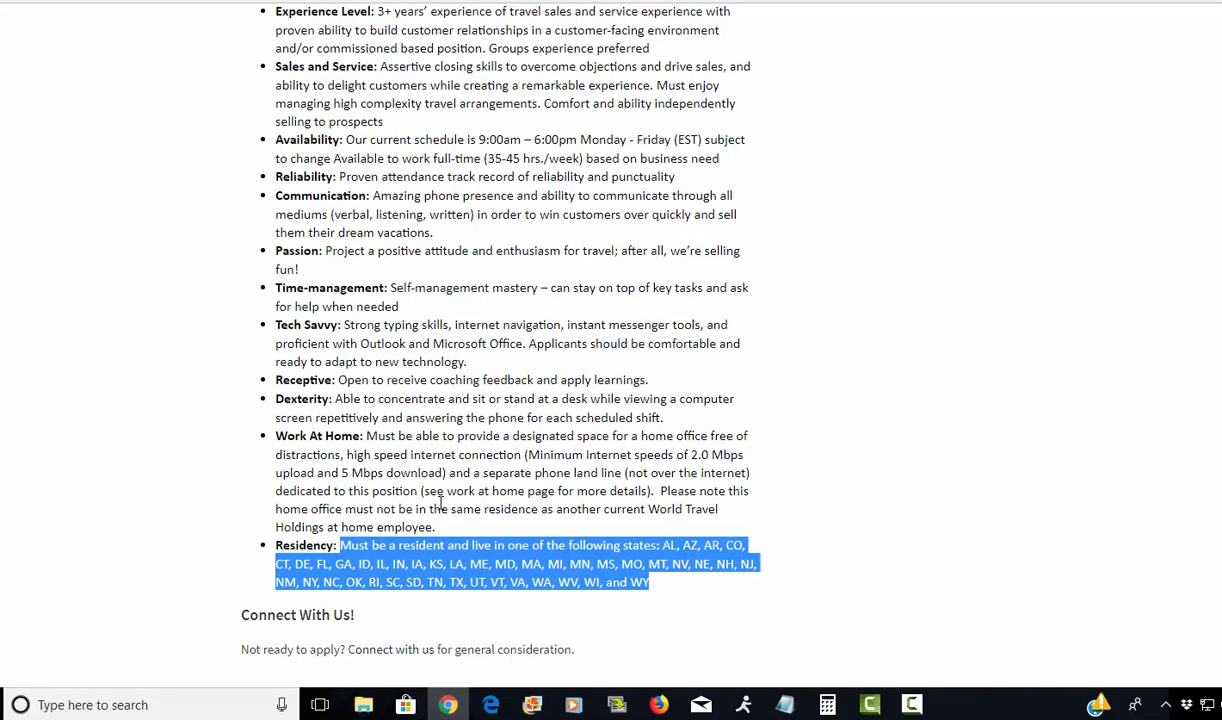 Experience Level: 3+ years' experience of travel sales and service experience with
proven ability to build customer relationships in a customer-facing environment
and/or commissioned based position. Groups experience preferred
Sales and Service: Assertive closing skills to overcome objections and drive sales, and
ability to delight customers while creating a remarkable experience. Must enjoy
managing high complexity travel arrangements. Comfort and ability independently
selling to prospects
Availability: Our current schedule is 9:00am – 6:00pm Monday - Friday (EST) subject
to change Available to work full-time (35-45 hrs./week) based on business need
Reliability: Proven attendance track record of reliability and punctuality
Communication: Amazing phone presence and ability to communicate through all
mediums (verbal, listening, written) in order to win customers over quickly and sell
them their dream vacations.
Passion: Project a positive attitude and enthusiasm for travel; after all, we're selling
fun!
Time-management: Self-management mastery – can stay on top of key tasks and ask
for help when needed
Tech Savvy: Strong typing skills, internet navigation, instant messenger tools, and
proficient with Outlook and Microsoft Office. Applicants should be comfortable and
ready to adapt to new technology.
Receptive: Open to receive coaching feedback and apply learnings.
Dexterity: Able to concentrate and sit or stand at a desk while viewing a computer
screen repetitively and answering the phone for each scheduled shift.
Work At Home: Must be able to provide a designated space for a home office free of
distractions, high speed internet connection (Minimum Internet speeds of 2.0 Mbps
upload and 5 Mbps download) and a separate phone land line (not over the internet)
dedicated to this position (see work at home page for more details).  Please note this
home office must not be in the same residence as another current World Travel
Holdings at home employee.
Residency: Must be a resident and live in one of the following states: AL, AZ, AR, CO,
CT, DE, FL, GA, ID, IL, IN, IA, KS, LA, ME, MD, MA, MI, MN, MS, MO, MT, NV, NE, NH, NJ,
NM, NY, NC, OK, RI, SC, SD, TN, TX, UT, VT, VA, WA, WV, WI, and WY
Connect With Us!
Not ready to apply? Connect with us for general consideration.
Type here to search